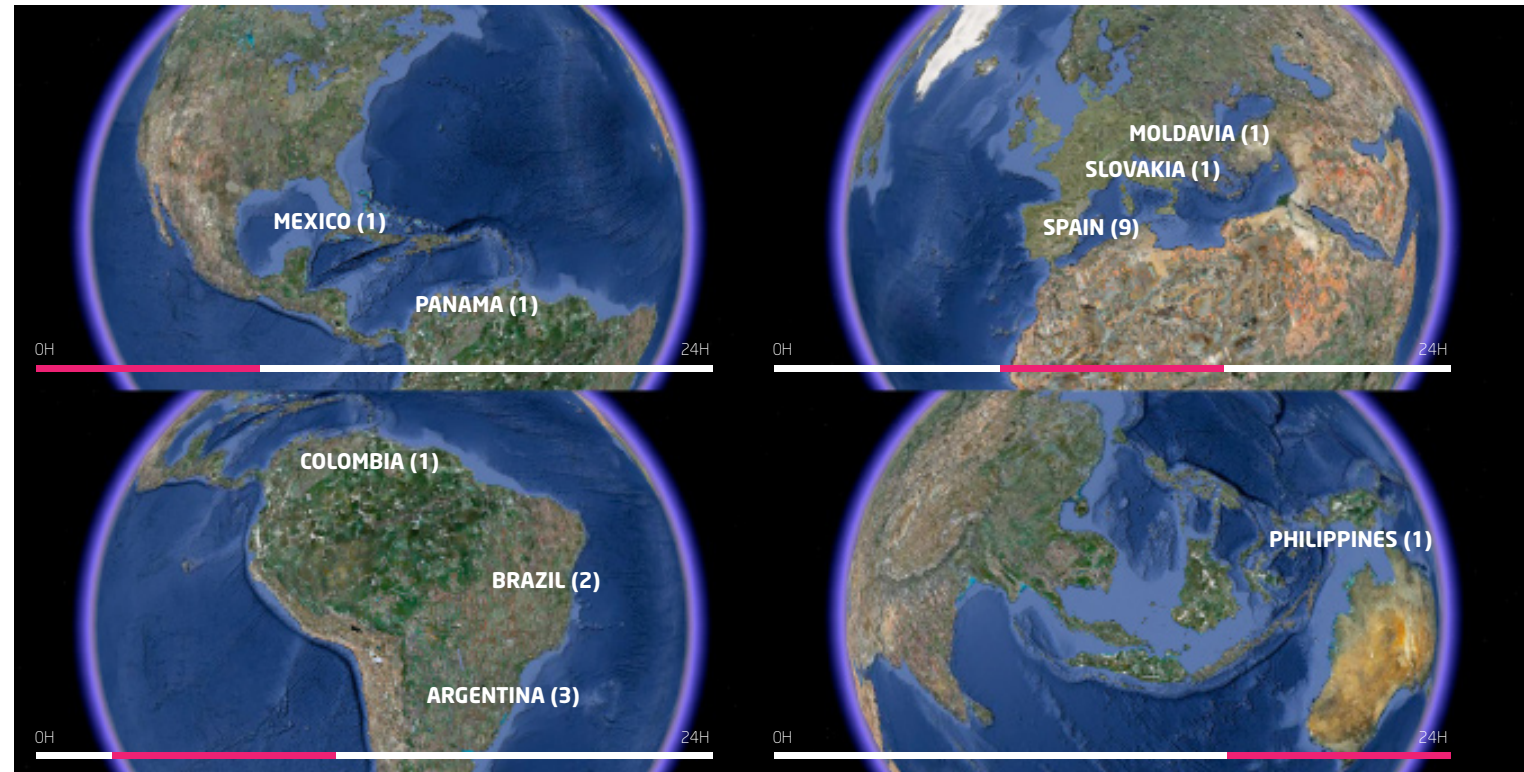 MEXICO (1)
PANAMA (1)
0H
24H
MOLDAVIA (1)
SLOVAKIA (1)
SPAIN (9)
0H
24H
COLOMBIA (1)
BRAZIL (2)
ARGENTINA (3)
0H
24H
PHILIPPINES (1)
0H
24H